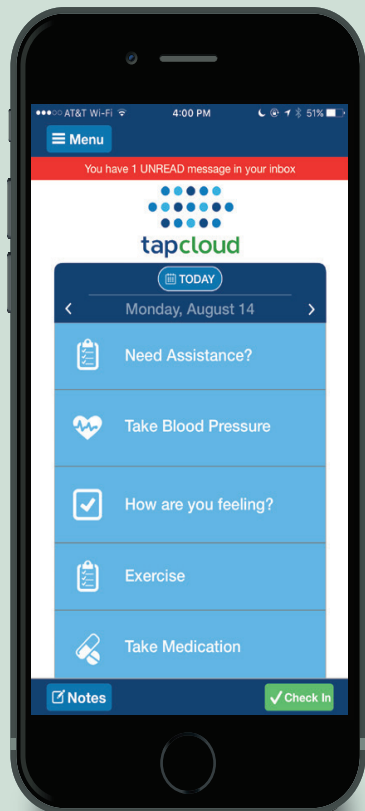 AT&T Wi-Fi 4:00 PM 51%
Menu
You have 1 UNREAD message in your inbox
tapcloud
TODAY
Monday, August 14
Need Assistance?
Take Blood Pressure
How are you feeling?
Exercise
Take Medication
Notes
Check In